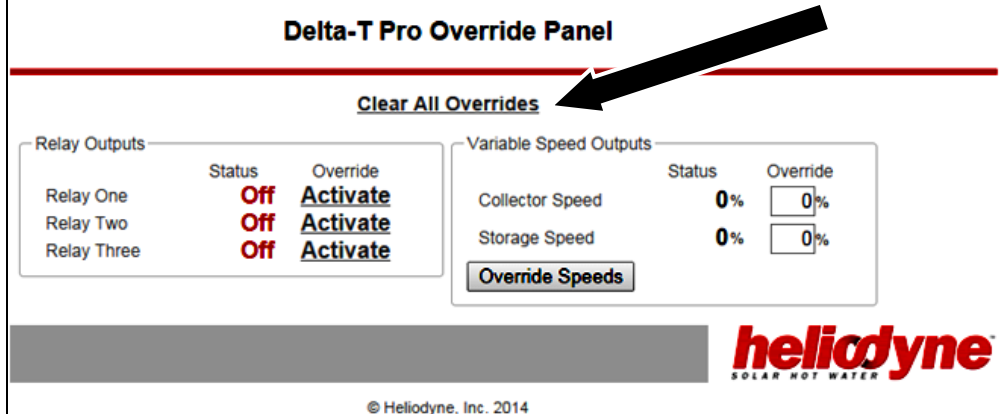 Delta-T Pro Override Panel
Clear All Overrides
Relay Outputs
Status Override
Relay One Off Activate
Relay Two Off Activate
Relay Three Off Activate
Variable Speed Outputs
Status Override
Collector Speed 0% 0%
Storage Speed 0% 0%
Override Speeds
heliodyne
SOLAR HOT WATER
© Heliodyne, Inc. 2014